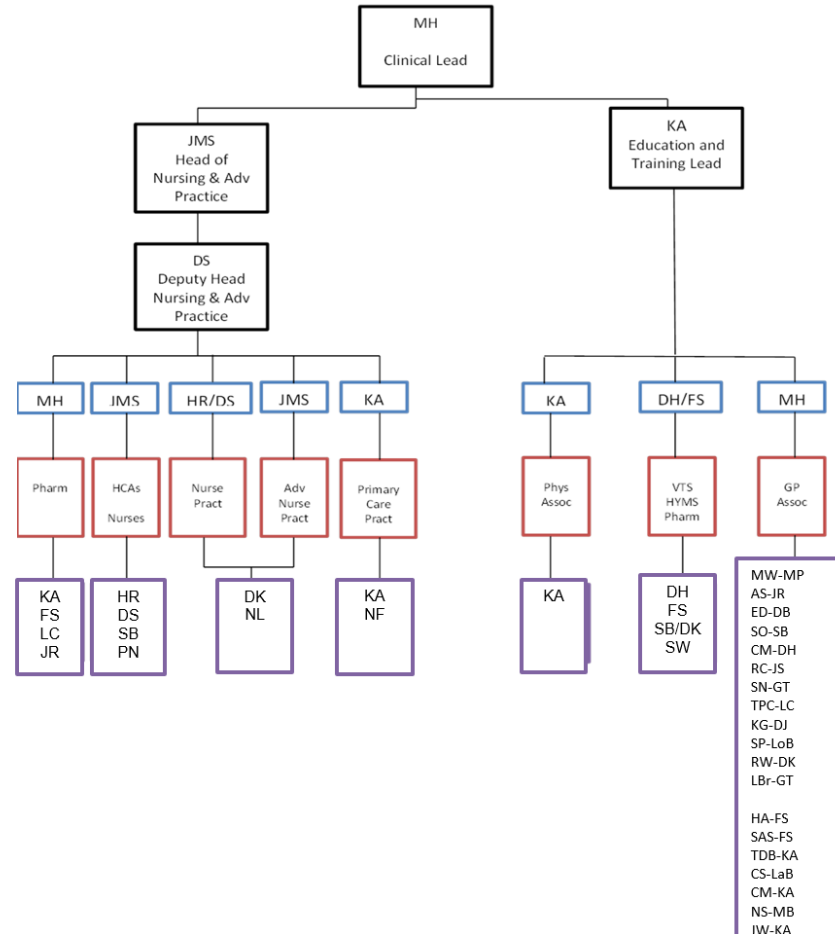 MH
Clinical Lead
JMS
Head of
Nursing & Adv
Practice
KA
Education and
Training Lead
DS
Deputy Head
Nursing & Adv
Practice
MH
JMS
HR/DS
JMS
KA
KA
DH/FS
MH
Pharm
HCAs
Nurses
Nurse
Pract
Adv
Nurse
Pract
Primary
Care
Pract
Phys
Assoc
VTS
HYMS
Pharm
GP
Assoc
KA
FS
LC
JR
HR
DS
SB
PN
DK
NL
KA
NF
KA
DH
FS
SB/DK
SW
MW-MP
AS-JR
ED-DB
SO-SB
CM-DH
RC-JS
SN-GT
TPC-LC
KG-DJ
SP-LoB
RW-DK
LBr-GT
HA-FS
SAS-FS
TDB-KA
CS-LaB
CM-KA
NS-MB
JW-KA